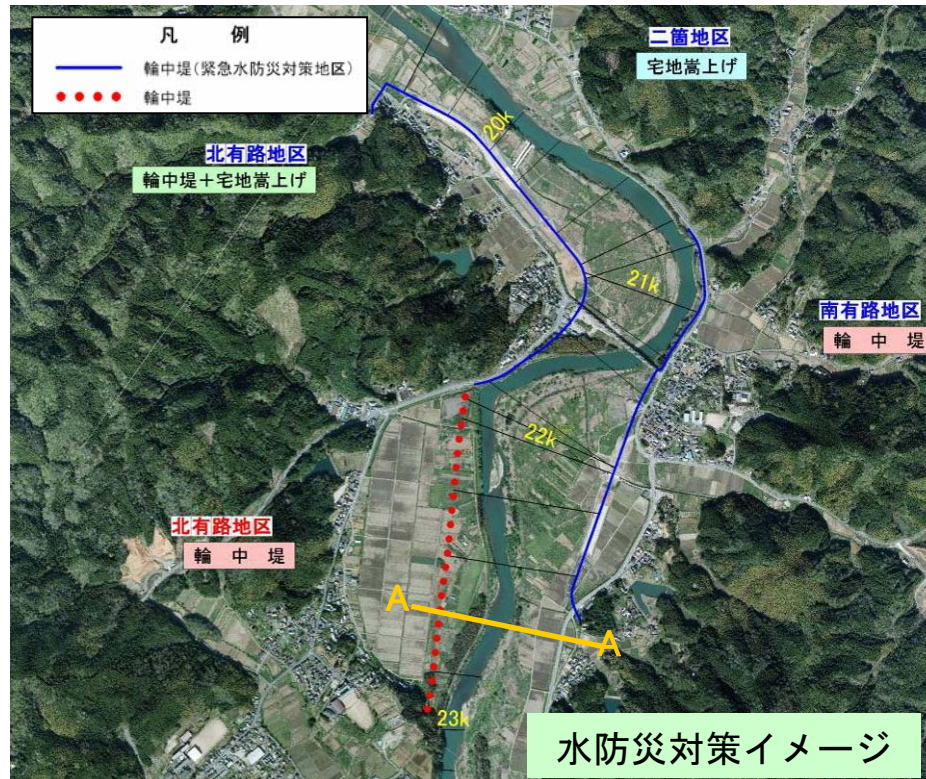 凡 例
輪中堤(緊急水防災対策地区)
輪中堤
二箇地区
宅地嵩上げ
20k
北有路地区
輪中堤+宅地嵩上げ
21k
南有路地区
輪 中 堤
22k
北有路地区
輪 中 堤
A
A
23k
水防災対策イメージ